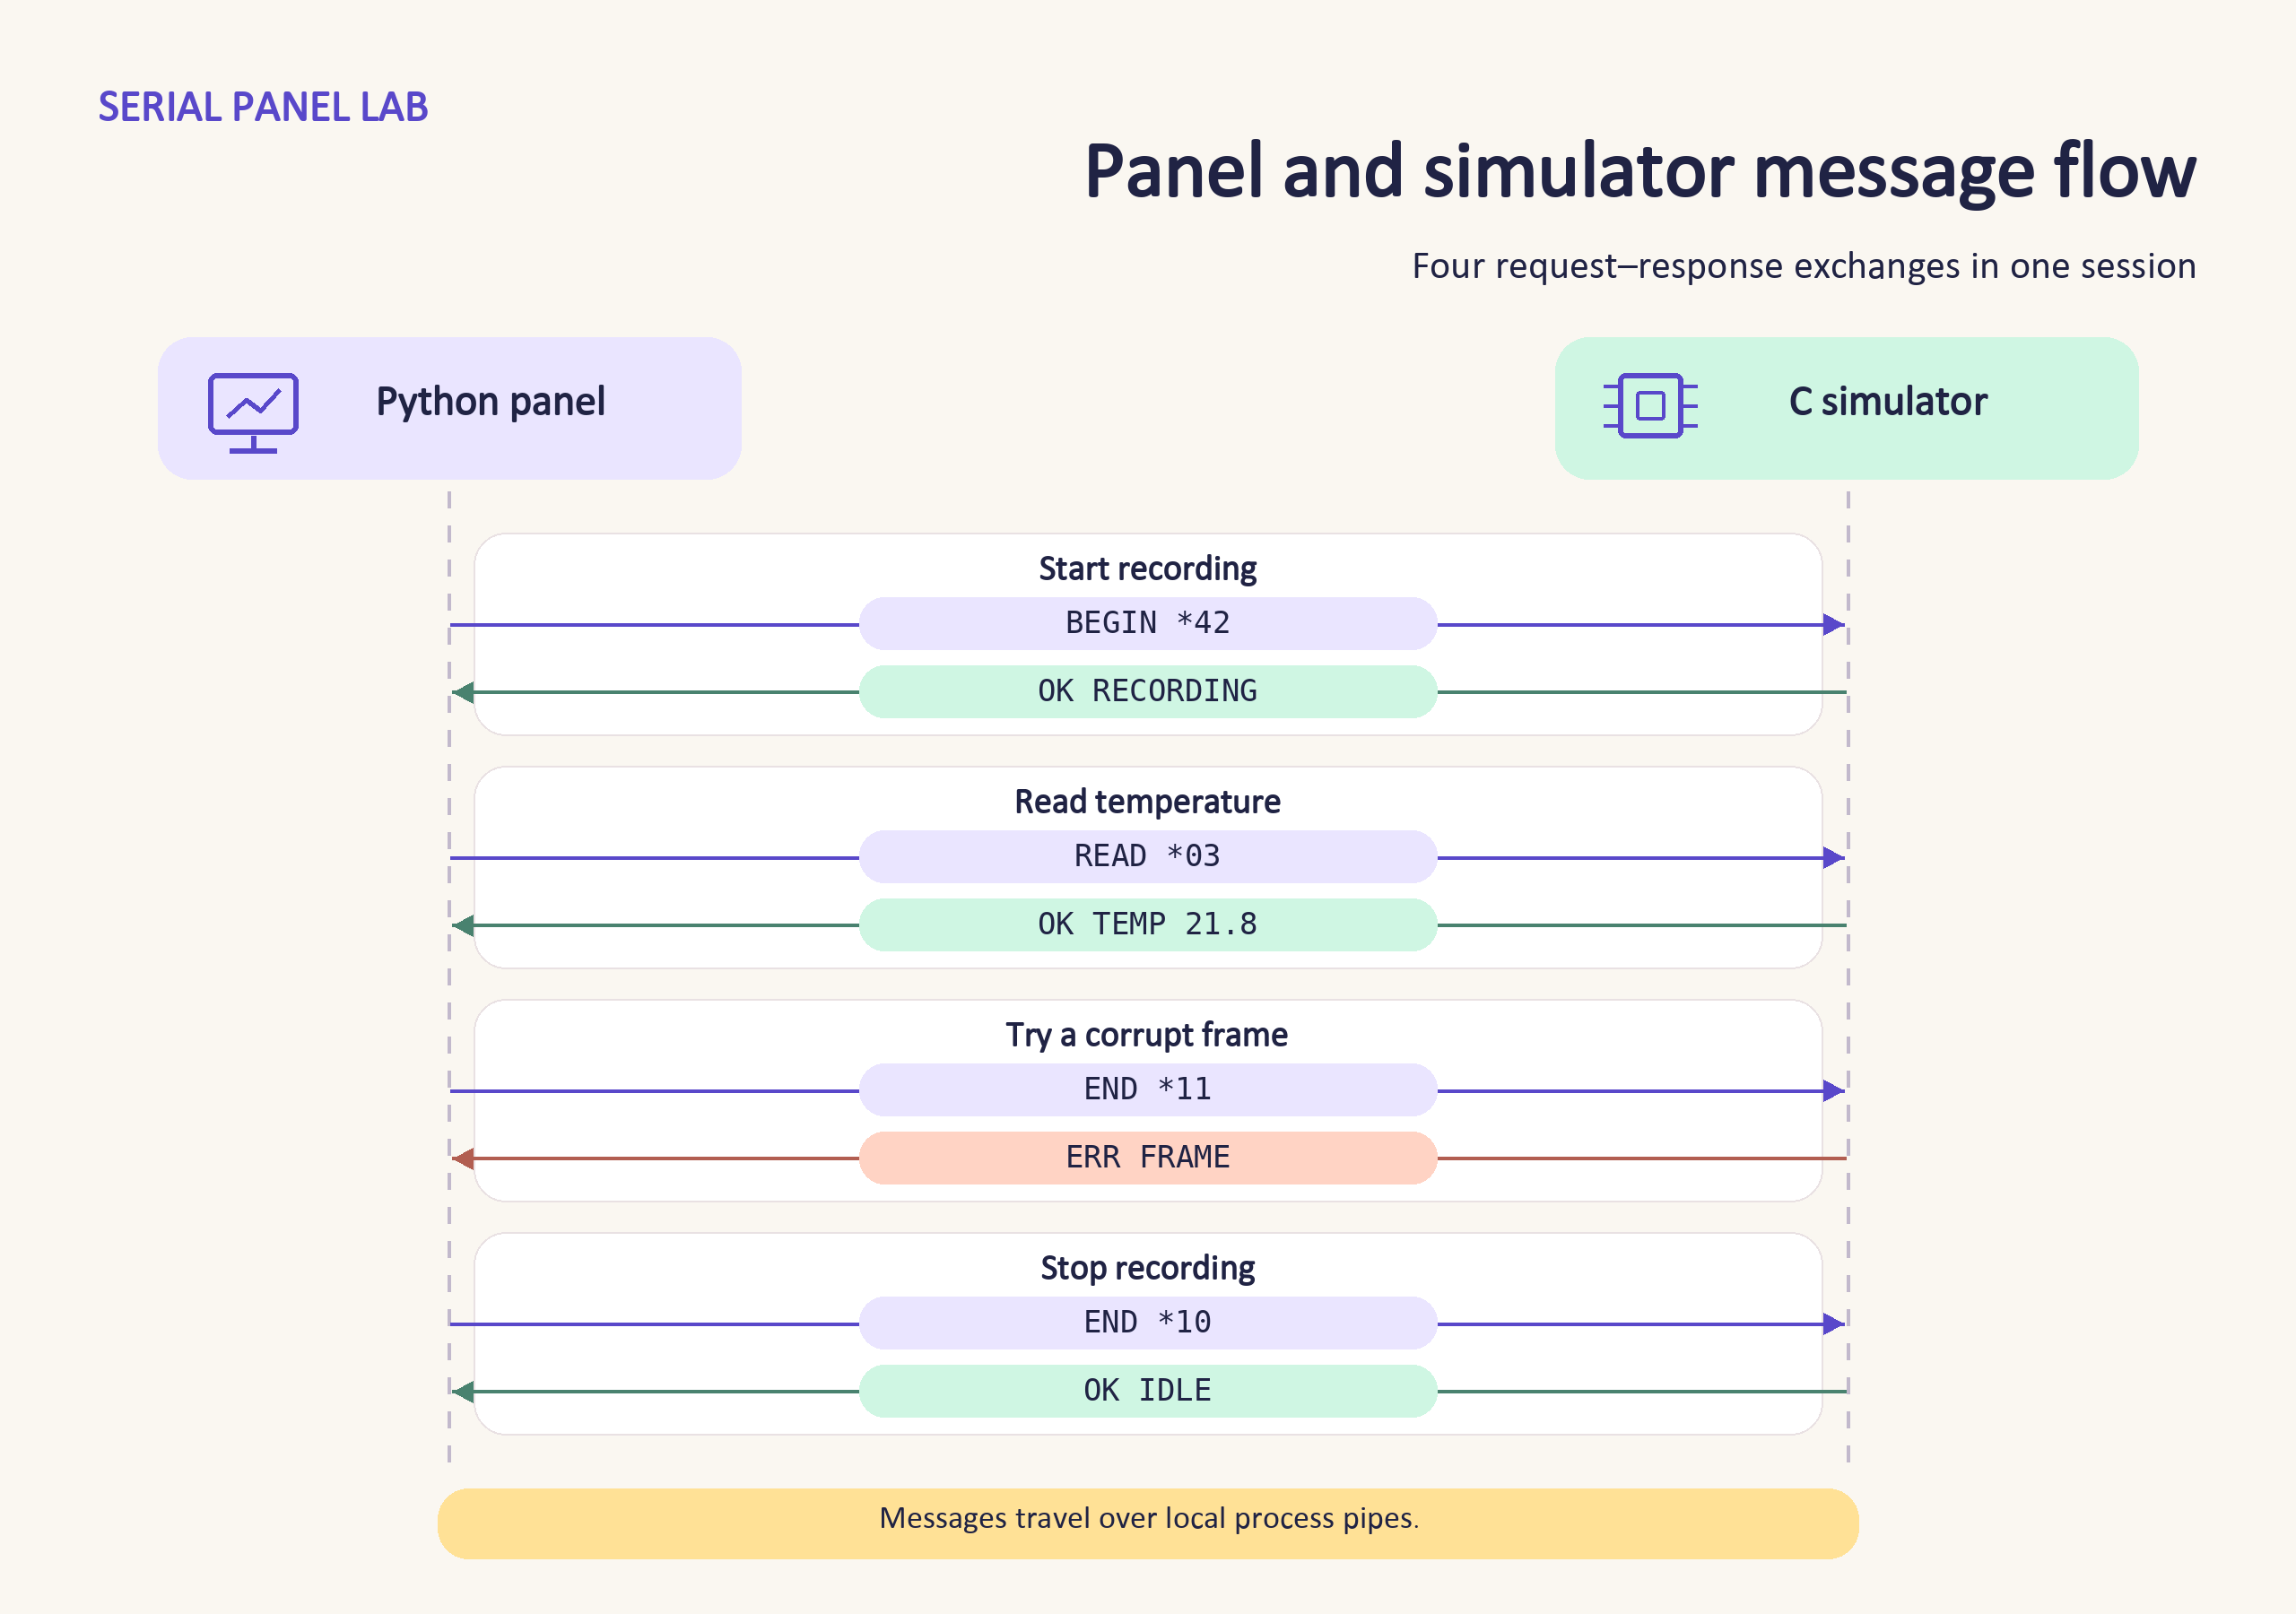 SERIAL PANEL LAB
Panel and simulator message flow
Four request–response exchanges in one session
Python panel
C simulator
Start recording
BEGIN *42
OK RECORDING
Read temperature
READ *03
OK TEMP 21.8
Try a corrupt frame
END *11
ERR FRAME
Stop recording
END *10
OK IDLE
Messages travel over local process pipes.